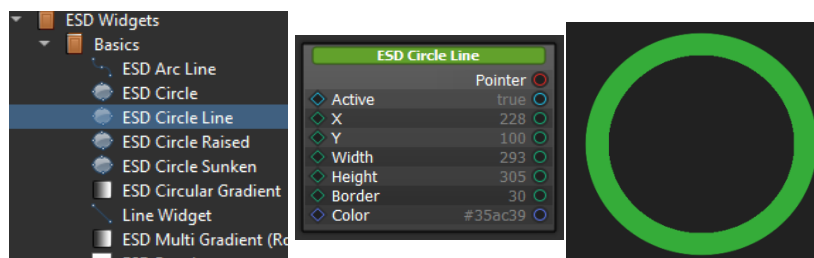 ESD Widgets
Basics
ESD Arc Line
ESD Circle
ESD Circle Line
ESD Circle Raised
ESD Circle Sunken
ESD Circular Gradient
Line Widget
ESD Multi Gradient (Ro
ESD Circle Line
Pointer
Active true
X 228
Y 100
Width 293
Height 305
Border 30
Color #35ac39